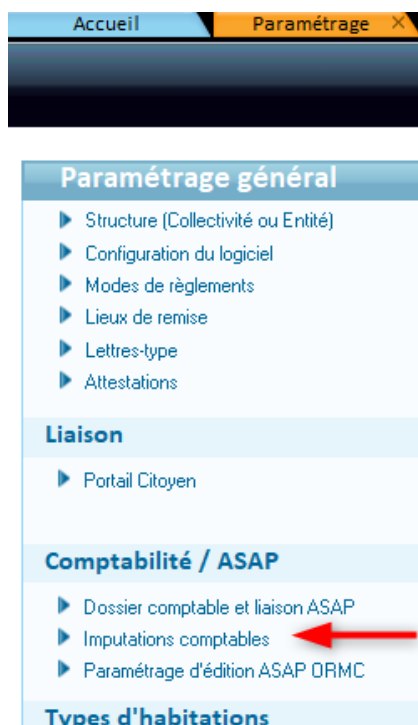 Accueil
Paramétrage ×
Paramétrage général
Structure (Collectivité ou Entité)
Configuration du logiciel
Modes de règlements
Lieux de remise
Lettres-type
Attestations
Liaison
Portail Citoyen
Comptabilité / ASAP
Dossier comptable et liaison ASAP
Imputations comptables
Paramétrage d'édition ASAP ORMC
Types d'habitations